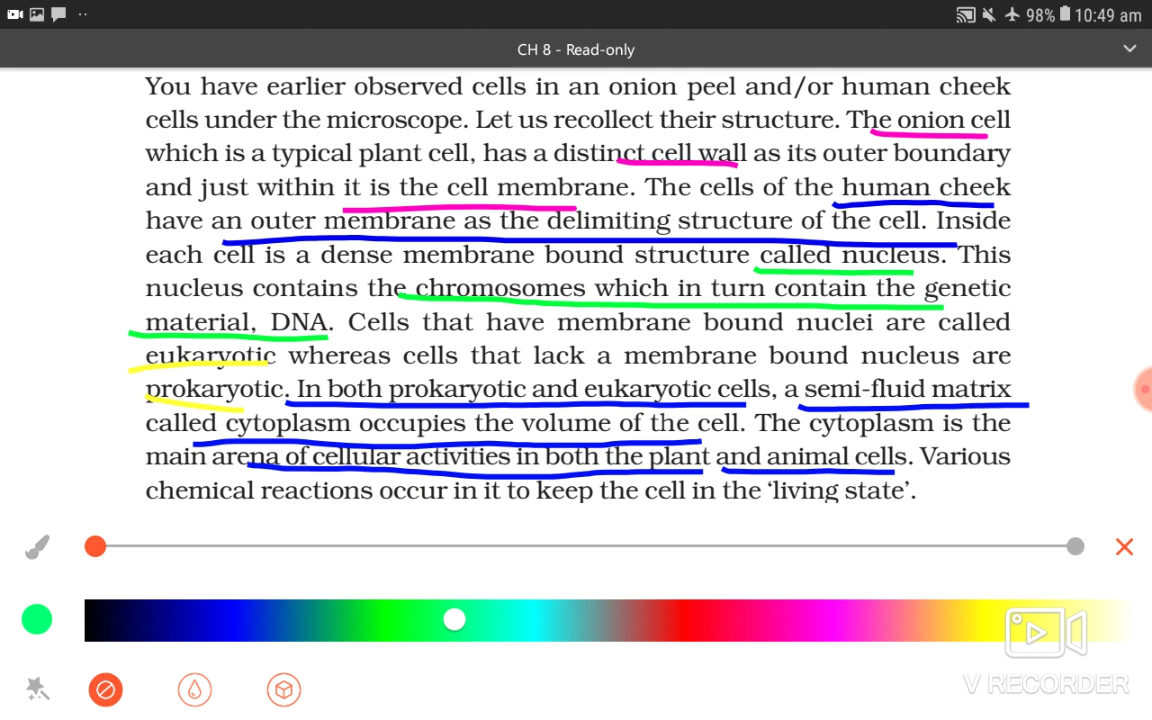 98% 10:49 am
CH 8 - Read-only
You have earlier observed cells in an onion peel and/or human cheek
cells under the microscope. Let us recollect their structure. The onion cell
which is a typical plant cell, has a distinct cell wall as its outer boundary
and just within it is the cell membrane. The cells of the human cheek
have an outer membrane as the delimiting structure of the cell. Inside
each cell is a dense membrane bound structure called nucleus. This
nucleus contains the chromosomes which in turn contain the genetic
material, DNA. Cells that have membrane bound nuclei are called
eukaryotic whereas cells that lack a membrane bound nucleus are
prokaryotic. In both prokaryotic and eukaryotic cells, a semi-fluid matrix
called cytoplasm occupies the volume of the cell. The cytoplasm is the
main arena of cellular activities in both the plant and animal cells. Various
chemical reactions occur in it to keep the cell in the ‘living state’.
V RECORDER